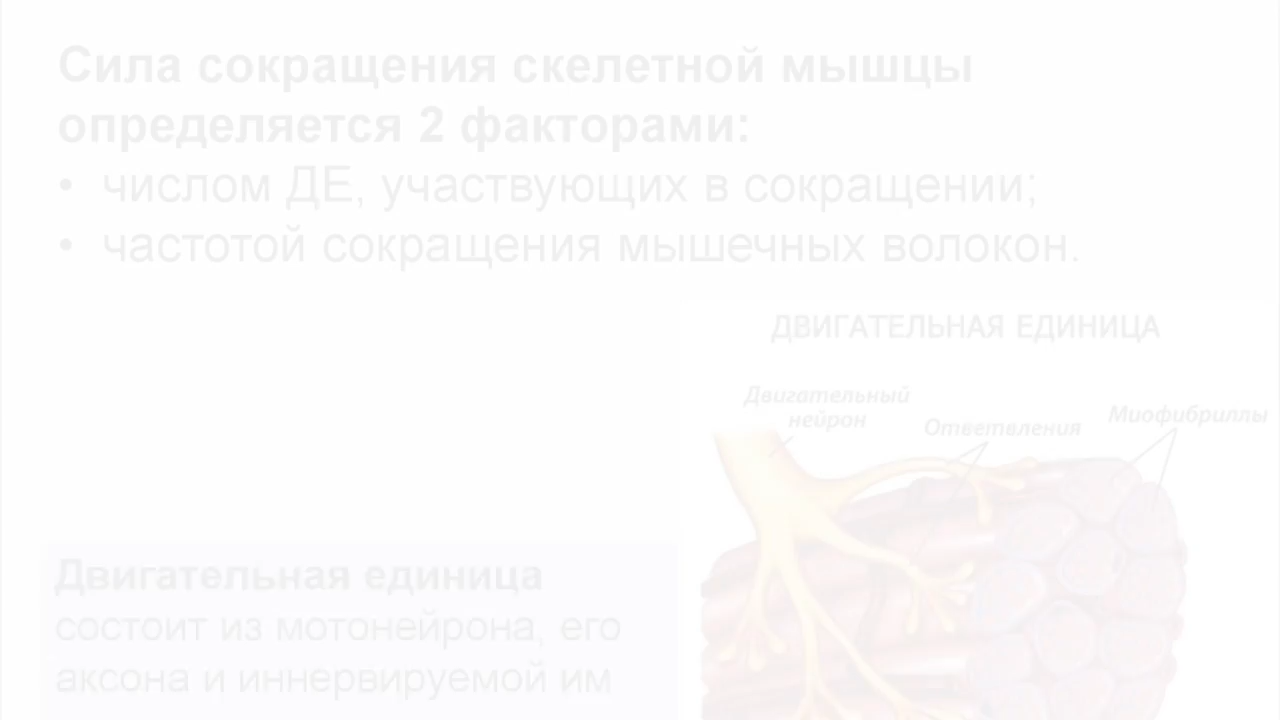 Сила сокращения скелетной мышцы
определяется 2 факторами:
• числом ДЕ, участвующих в сокращении;
• частотой сокращения мышечных волокон.
ДВИГАТЕЛЬНАЯ ЕДИНИЦА
Двигательный
нейрон
Ответвления
Миофибриллы
Двигательная единица
состоит из мотонейрона, его
аксона и иннервируемой им